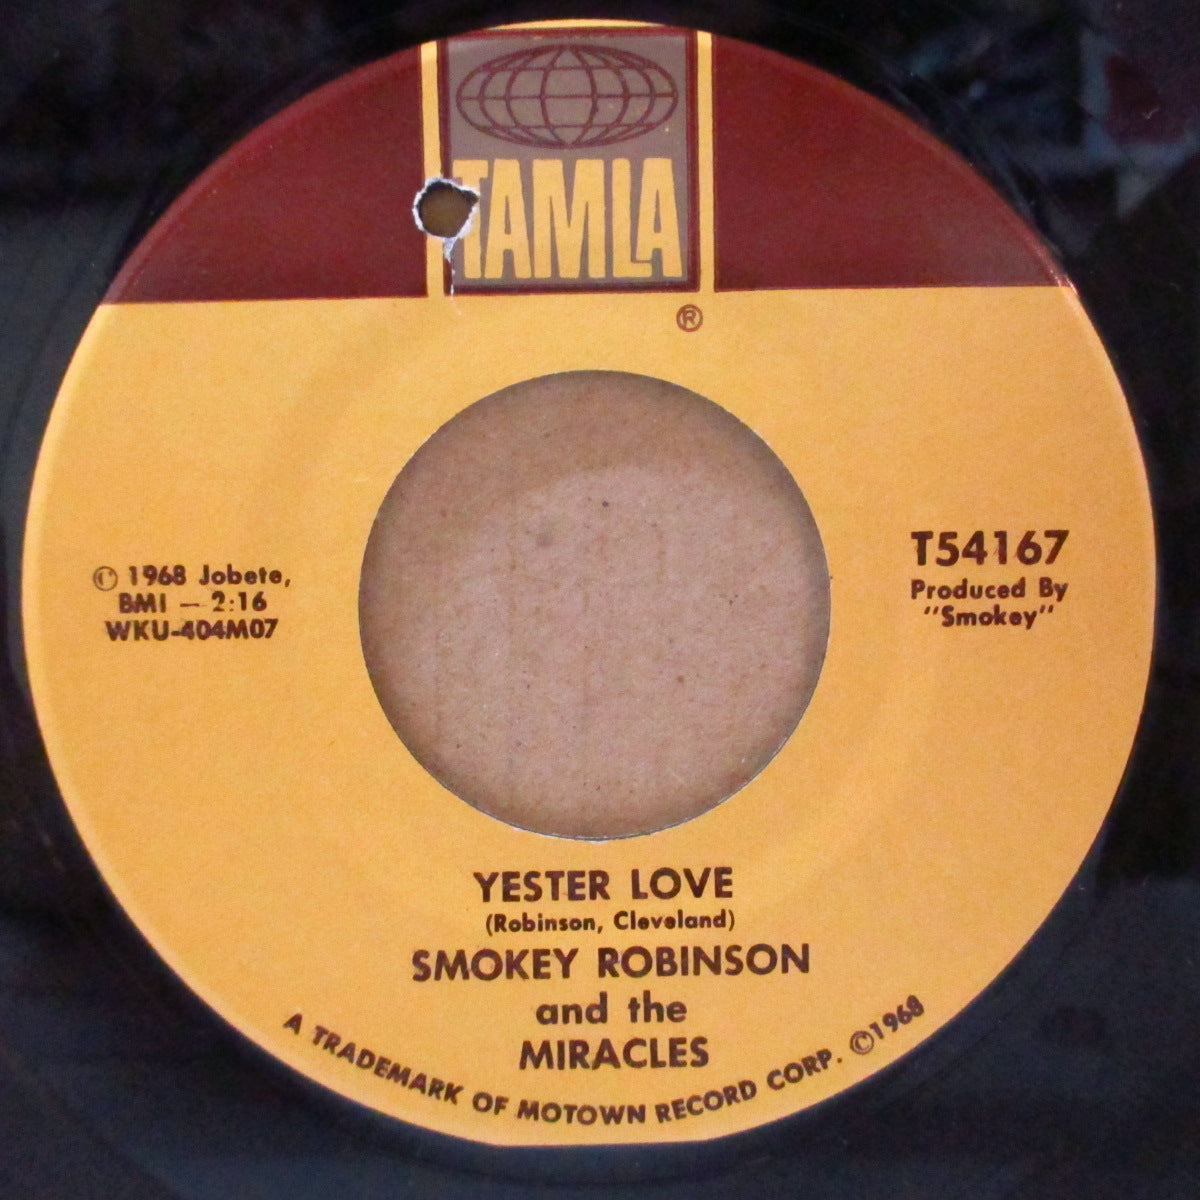 TAMLA
®
© 1968 Jobete,
BMI — 2:16
WKU-404M07
T54167
Produced By
"Smokey"
YESTER LOVE
(Robinson, Cleveland)
SMOKEY ROBINSON
and the
MIRACLES
A TRADEMARK OF MOTOWN RECORD CORP. ©1968